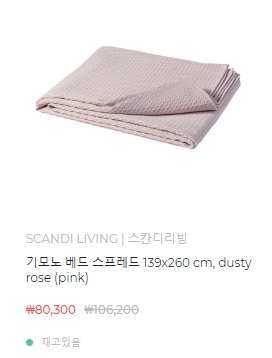 SCANDI LIVING | 스칸디리빙
기모노 베드 스프레드 139x260 cm, dusty
rose (pink)
₩80,300 ₩106,200
재고있음